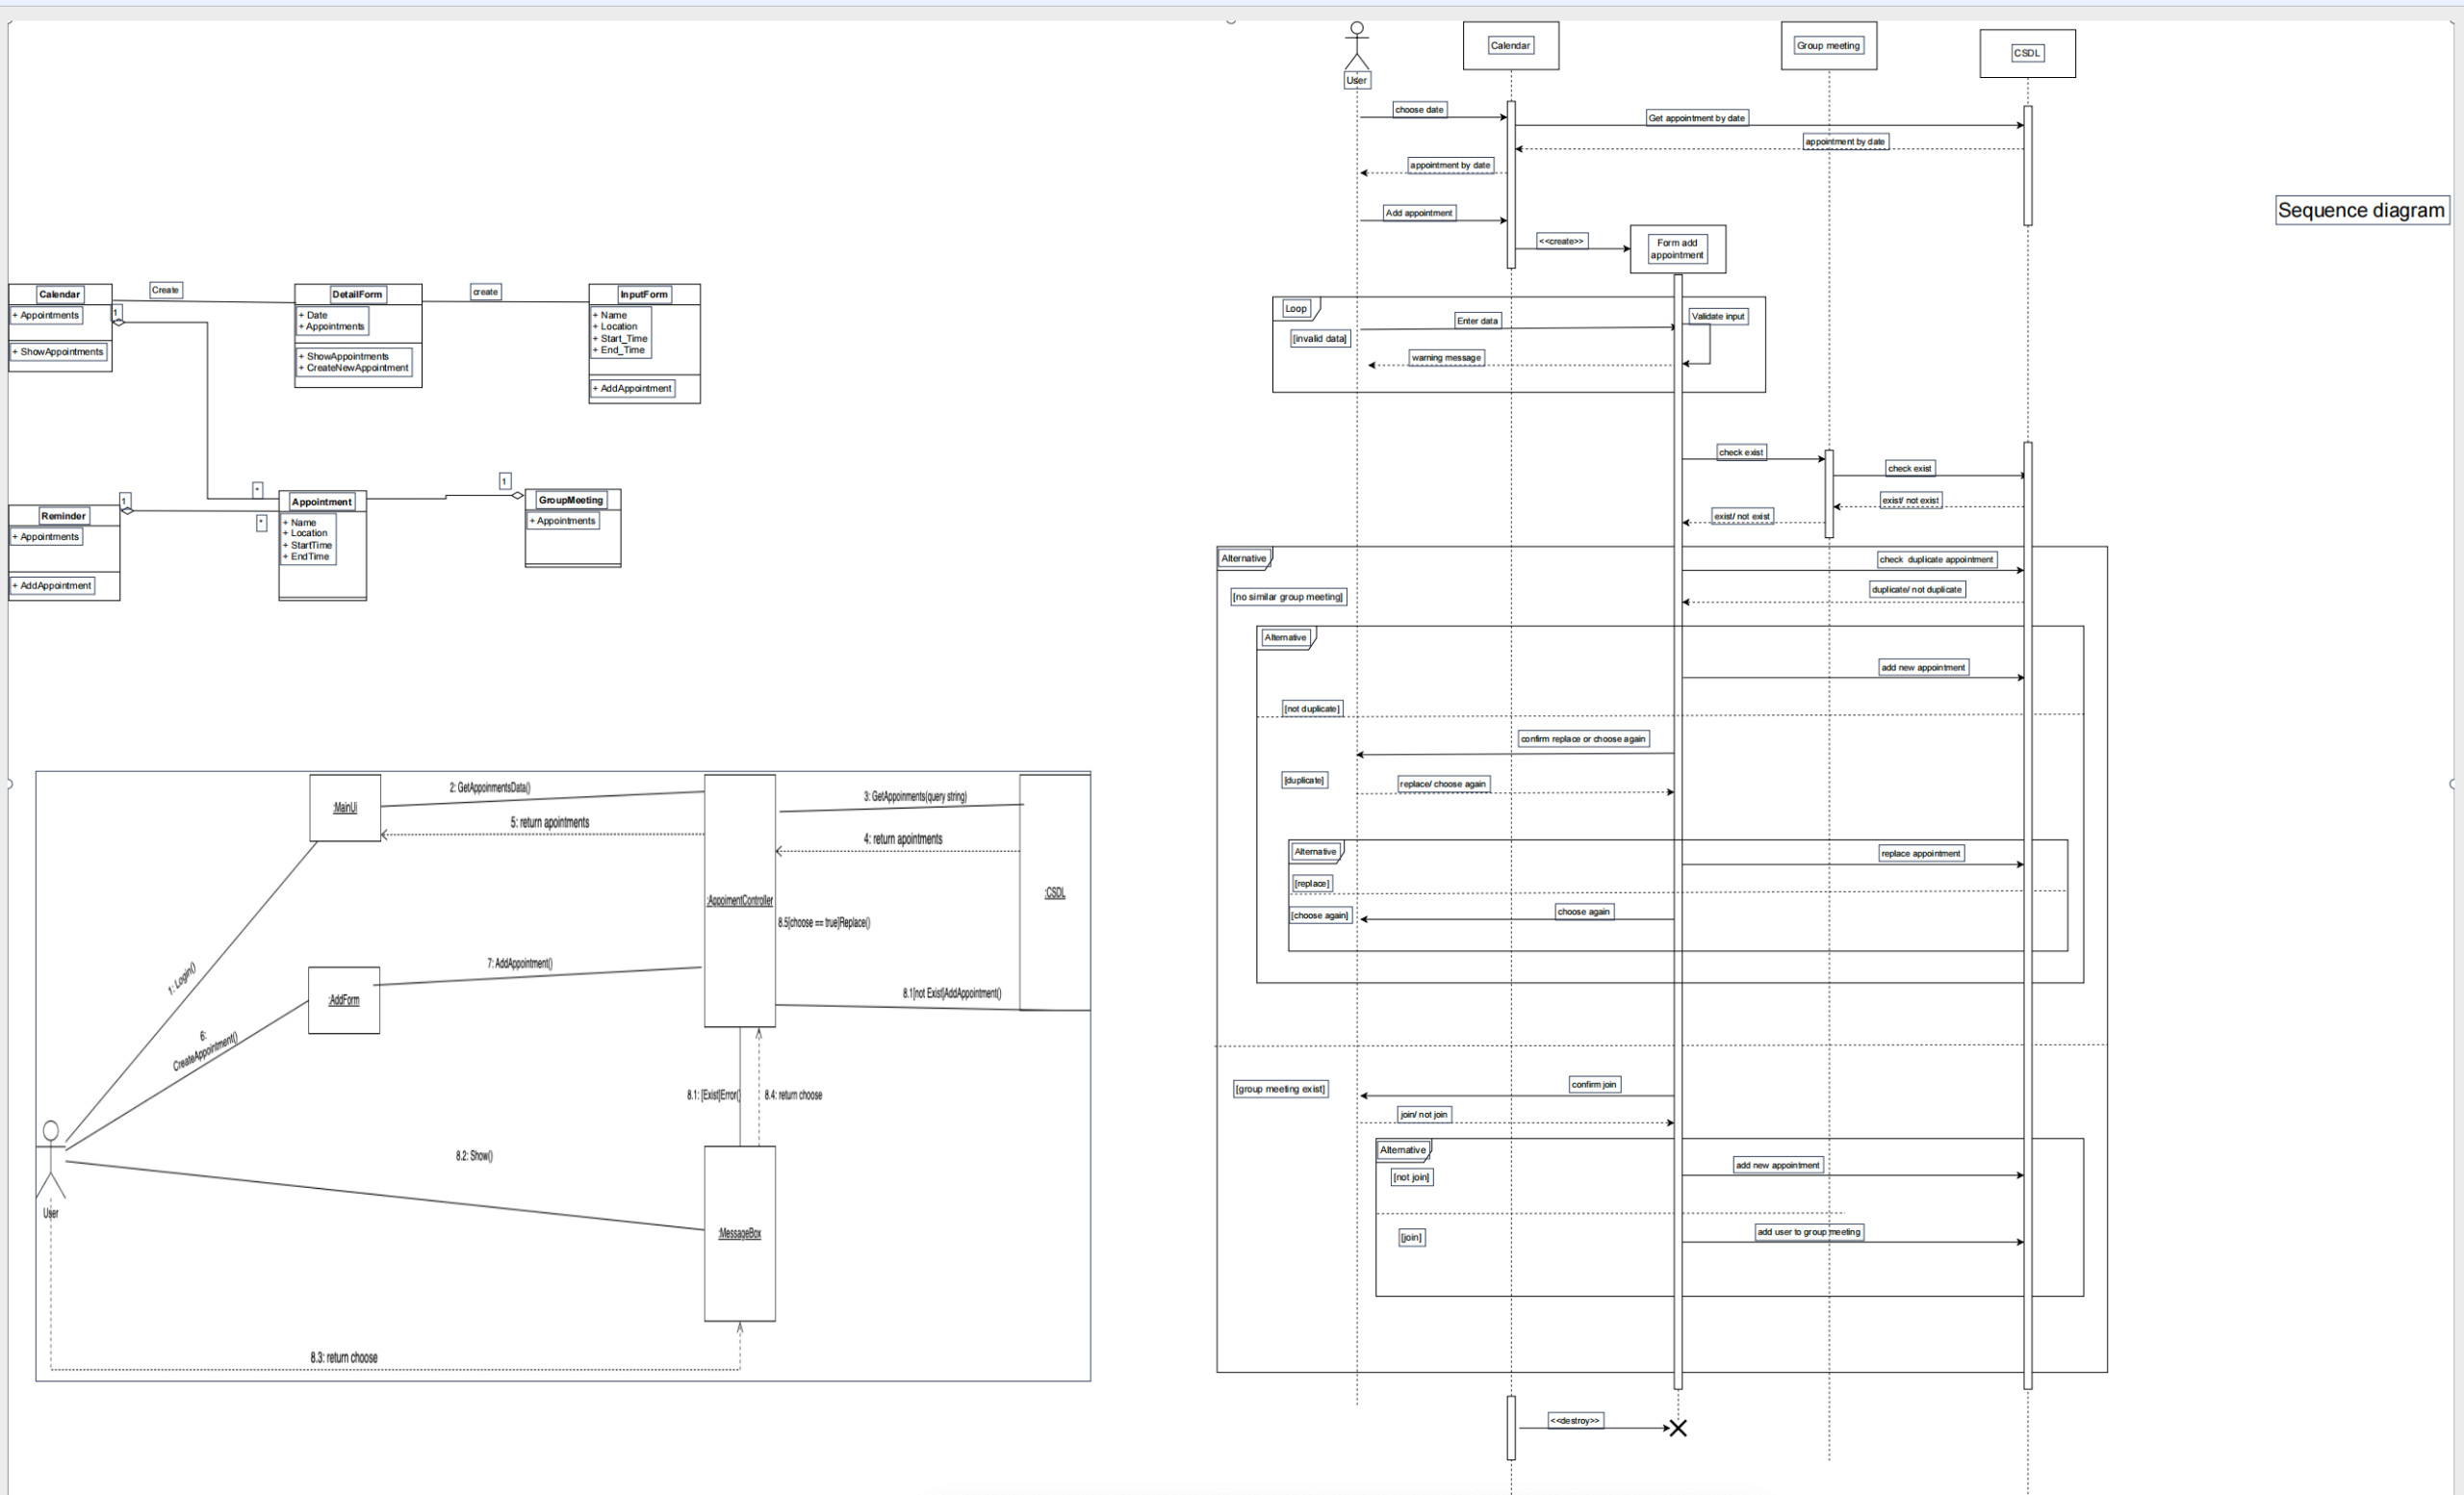 Calendar
+ Appointments
+ ShowAppointments
Create
1
DetailForm
+ Date
+ Appointments
+ ShowAppointments
+ CreateNewAppointment
create
InputForm
+ Name
+ Location
+ Start_Time
+ End_Time
+ AddAppointment
Reminder
+ Appointments
+ AddAppointment
1
*
*
Appointment
+ Name
+ Location
+ StartTime
+ EndTime
1
GroupMeeting
+ Appointments
:MainUi
2: GetAppoinmentsData()
5: return apointments
3: GetAppoinments(query string)
4: return apointments
:AppoimentController
:CSDL
8.5[choose == true]Replace()
1: Login()
7: AddAppointment()
:AddForm
8.1[not Exist]AddAppointment()
6:
CreateAppointment()
8.1: [Exist]Error()
8.4: return choose
8.2: Show()
User
:MessageBox
8.3: return choose
User
Calendar
Group meeting
CSDL
Sequence diagram
choose date
Get appointment by date
appointment by date
appointment by date
Add appointment
<<create>>
Form add
appointment
Loop
Enter data
Validate input
[invalid data]
warning message
check exist
check exist
exist/ not exist
exist/ not exist
Alternative
check duplicate appointment
[no similar group meeting]
duplicate/ not duplicate
Alternative
add new appointment
[not duplicate]
confirm replace or choose again
[duplicate]
replace/ choose again
Alternative
replace appointment
[replace]
[choose again]
choose again
[group meeting exist]
confirm join
join/ not join
Alternative
[not join]
add new appointment
[join]
add user to group meeting
<<destroy>>